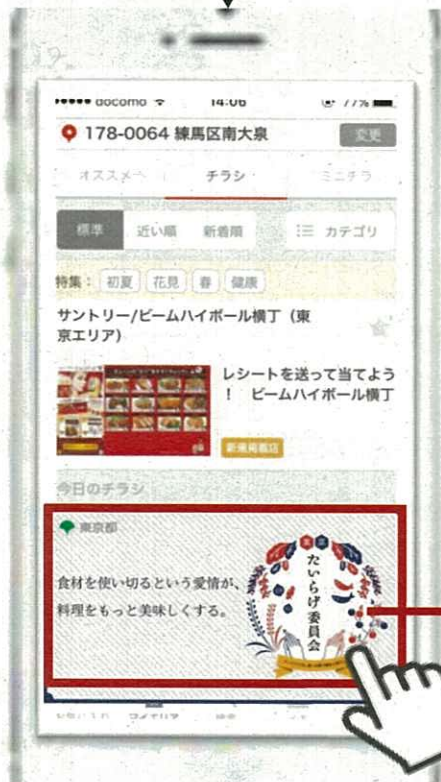 docomo 14:06 77%
178-0064 練馬区南大泉 変更
オススメ チラシ ミニチラ
標準 近い順 新着順 カテゴリ
特集： 初夏 花見 春 健康
サントリー/ビームハイボール横丁（東
京エリア）
レシートを送って当てよう
！ ビームハイボール横丁
新規掲載店
今日のチラシ
東京都
食材を使い切るという愛情が、
料理をもっと美味しくする。
たいらげ委員会